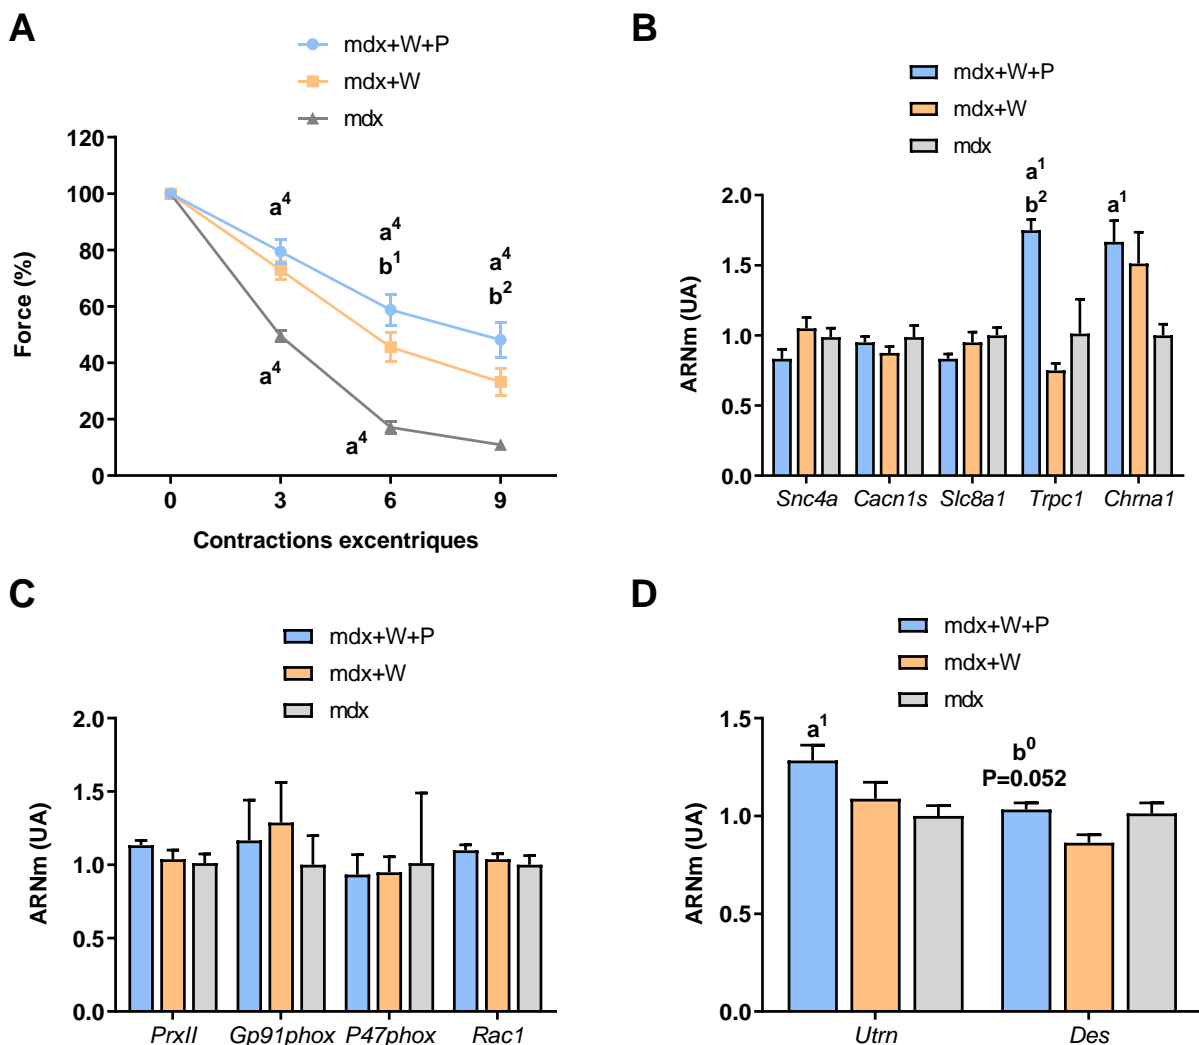 A
mdx+W+P
mdx+W
mdx
120
100
80
60
40
20
0
Force (%)
a⁴
a⁴
b¹
a⁴
b²
a⁴
a⁴
0 3 6 9
Contractions excentriques
B
mdx+W+P
mdx+W
mdx
2.0
1.5
1.0
0.5
0.0
ARNm (UA)
a¹
b²
a¹
Snc4a Cacn1s Slc8a1 Trpc1 Chrna1
C
mdx+W+P
mdx+W
mdx
2.0
1.5
1.0
0.5
0.0
ARNm (UA)
PrxII Gp91phox P47phox Rac1
D
mdx+W+P
mdx+W
mdx
1.5
1.0
0.5
0.0
ARNm (UA)
a¹
b⁰
P=0.052
Utrn Des